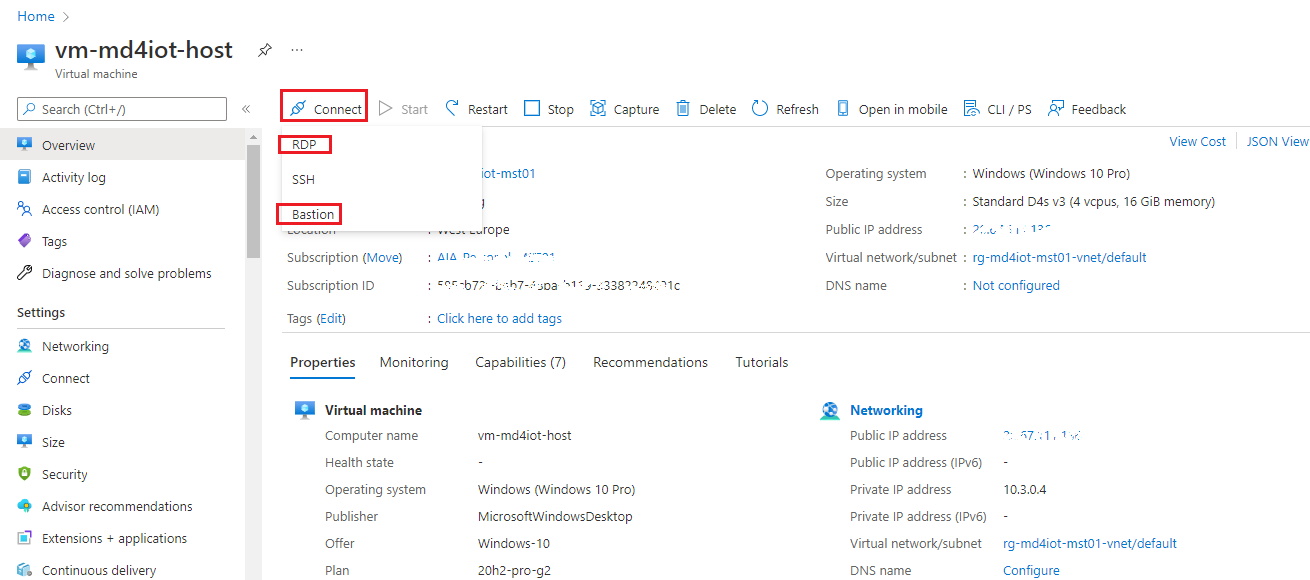 Home
vm-md4iot-host
Virtual machine
Search (Ctrl+/)
Connect Start Restart Stop Capture Delete Refresh Open in mobile CLI / PS Feedback
Overview
Activity log
Access control (IAM)
Tags
Diagnose and solve problems
Settings
Networking
Connect
Disks
Size
Security
Advisor recommendations
Extensions + applications
Continuous delivery
RDP
SSH
Bastion
View Cost JSON View
iot-mst01
Operating system : Windows (Windows 10 Pro)
Size : Standard D4s v3 (4 vcpus, 16 GiB memory)
Location : West Europe
Public IP address :
Subscription (Move) :
Virtual network/subnet : rg-md4iot-mst01-vnet/default
Subscription ID :
DNS name : Not configured
Tags (Edit) : Click here to add tags
Properties Monitoring Capabilities (7) Recommendations Tutorials
Virtual machine
Computer name vm-md4iot-host
Health state -
Operating system Windows (Windows 10 Pro)
Publisher MicrosoftWindowsDesktop
Offer Windows-10
Plan 20h2-pro-g2
Networking
Public IP address
Public IP address (IPv6) -
Private IP address 10.3.0.4
Private IP address (IPv6) -
Virtual network/subnet rg-md4iot-mst01-vnet/default
DNS name Configure